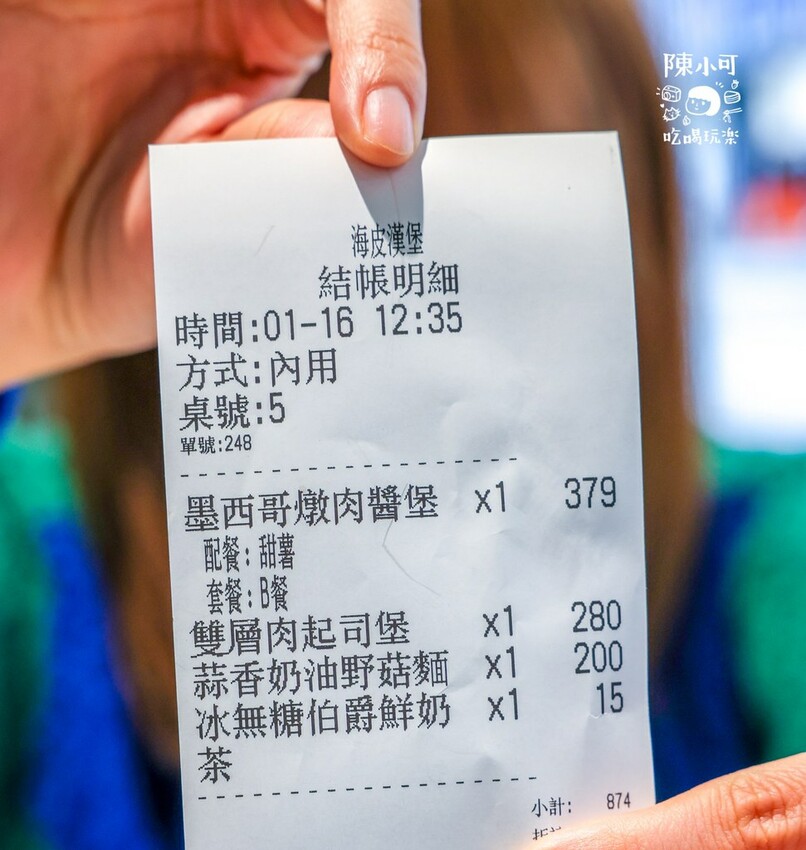 陳小可
吃喝玩樂
海皮漢堡
結帳明細
時間:01-16 12:35
方式:內用
桌號:5
單號:248
墨西哥燉肉醬堡 x1 379
配餐: 甜薯
套餐:B餐
雙層肉起司堡 x1 280
蒜香奶油野菇麵 x1 200
冰無糖伯爵鮮奶 x1 15
茶
小計: 874